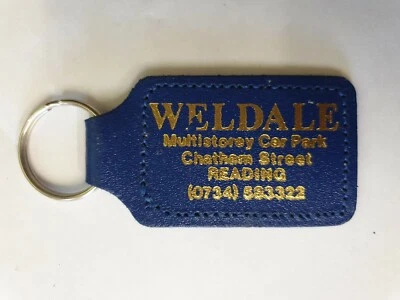 WELDALE
Multistorey Car Park
Chatham Street
READING
(0734) 583322